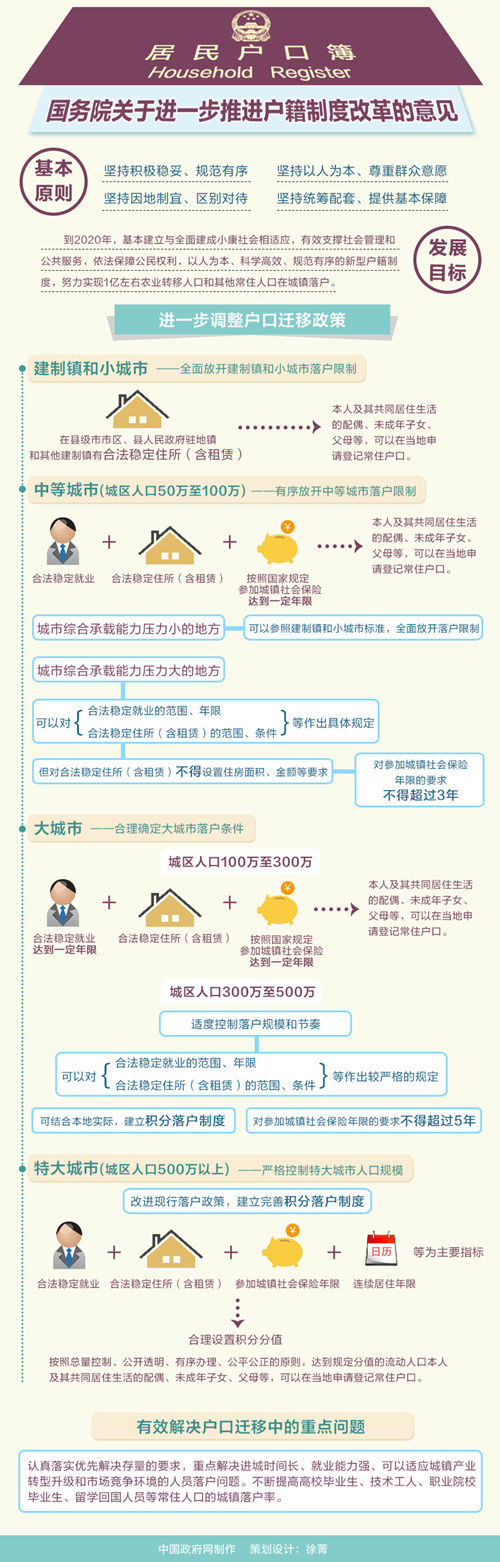 居民户口簿
Household Register
国务院关于进一步推进户籍制度改革的意见
基本
原则
坚持积极稳妥、规范有序
坚持以人为本、尊重群众意愿
坚持因地制宜、区别对待
坚持统筹配套、提供基本保障
到2020年，基本建立与全面建成小康社会相适应，有效支撑社会管理和
公共服务，依法保障公民权利，以人为本、科学高效、规范有序的新型户籍制
度，努力实现1亿左右农业转移人口和其他常住人口在城镇落户。
发展
目标
进一步调整户口迁移政策
建制镇和小城市 ——全面放开建制镇和小城市落户限制
在县级市市区、县人民政府驻地镇
和其他建制镇有合法稳定住所（含租赁）
本人及其共同居住生活
的配偶、未成年子女、
父母等，可以在当地申
请登记常住户口。
中等城市(城区人口50万至100万) ——有序放开中等城市落户限制
合法稳定就业
+
合法稳定住所（含租赁）
+
¥
按照国家规定
参加城镇社会保险
达到一定年限
本人及其共同居住生活
的配偶、未成年子女、
父母等，可以在当地申
请登记常住户口。
城市综合承载能力压力小的地方
可以参照建制镇和小城市标准，全面放开落户限制
城市综合承载能力压力大的地方
可以对
合法稳定就业的范围、年限
合法稳定住所（含租赁）的范围、条件
等作出具体规定
但对合法稳定住所（含租赁）不得设置住房面积、金额等要求
对参加城镇社会保险
年限的要求
不得超过3年
大城市 ——合理确定大城市落户条件
城区人口100万至300万
合法稳定就业
达到一定年限
+
合法稳定住所（含租赁）
+
¥
按照国家规定
参加城镇社会保险
达到一定年限
本人及其共同居住生活
的配偶、未成年子女、
父母等，可以在当地申
请登记常住户口。
城区人口300万至500万
适度控制落户规模和节奏
可以对
合法稳定就业的范围、年限
合法稳定住所（含租赁）的范围、条件
等作出较严格的规定
可结合本地实际，建立积分落户制度
对参加城镇社会保险年限的要求不得超过5年
特大城市(城区人口500万以上) ——严格控制特大城市人口规模
改进现行落户政策，建立完善积分落户制度
合法稳定就业
+
合法稳定住所（含租赁）
+
¥
参加城镇社会保险年限
+
日历
连续居住年限
等为主要指标
合理设置积分分值
按照总量控制、公开透明、有序办理、公平公正的原则，达到规定分值的流动人口本人
及其共同居住生活的配偶、未成年子女、父母等，可以在当地申请登记常住户口。
有效解决户口迁移中的重点问题
认真落实优先解决存量的要求，重点解决进城时间长、就业能力强、可以适应城镇产业
转型升级和市场竞争环境的人员落户问题。不断提高高校毕业生、技术工人、职业院校
毕业生、留学回国人员等常住人口的城镇落户率。
中国政府网制作 策划设计：徐菁